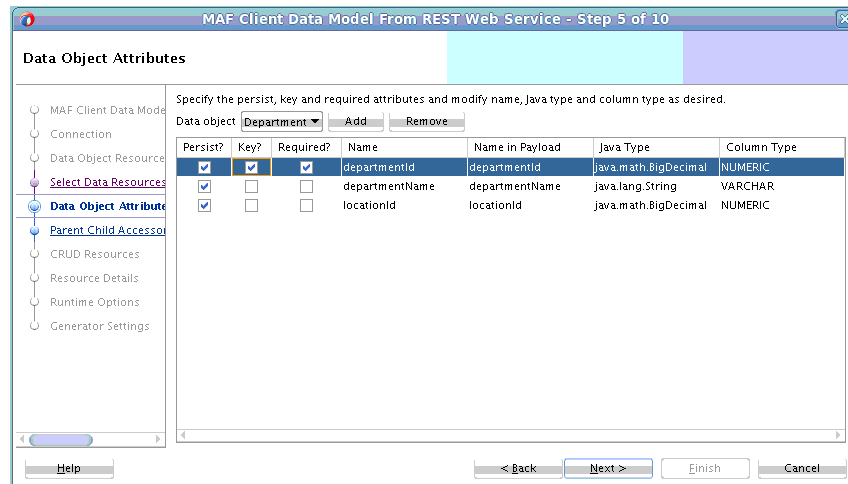 MAF Client Data Model From REST Web Service - Step 5 of 10
Data Object Attributes
Specify the persist, key and required attributes and modify name, Java type and column type as desired.
Data object Department Add Remove
Persist? Key? Required? Name Name in Payload Java Type Column Type
departmentId departmentId java.math.BigDecimal NUMERIC
departmentName departmentName java.lang.String VARCHAR
locationId locationId java.math.BigDecimal NUMERIC
MAF Client Data Mode
Connection
Data Object Resource
Select Data Resources
Data Object Attribute
Parent Child Accessor
CRUD Resources
Resource Details
Runtime Options
Generator Settings
Help < Back Next > Finish Cancel